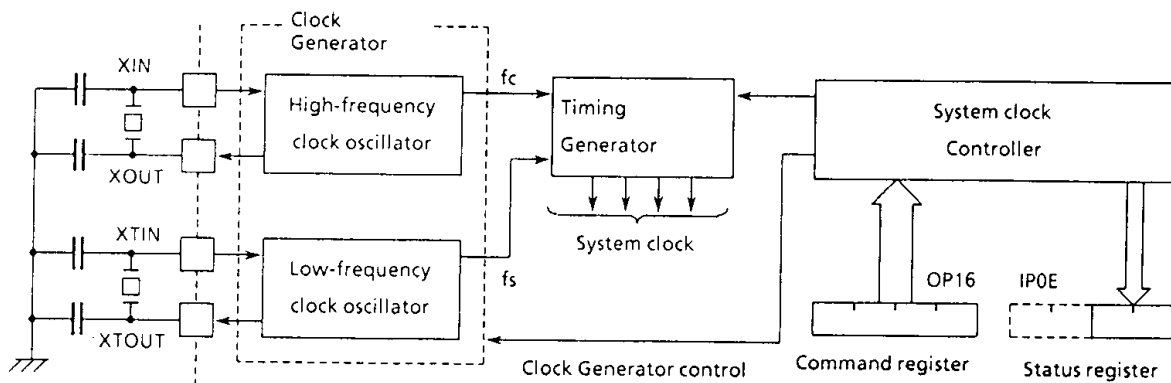 Clock
Generator
XIN
XOUT
High-frequency
clock oscillator
fc
Timing
Generator
System clock
System clock
Controller
XTIN
XTOUT
Low-frequency
clock oscillator
fs
OP16
IP0E
Clock Generator control
Command register
Status register